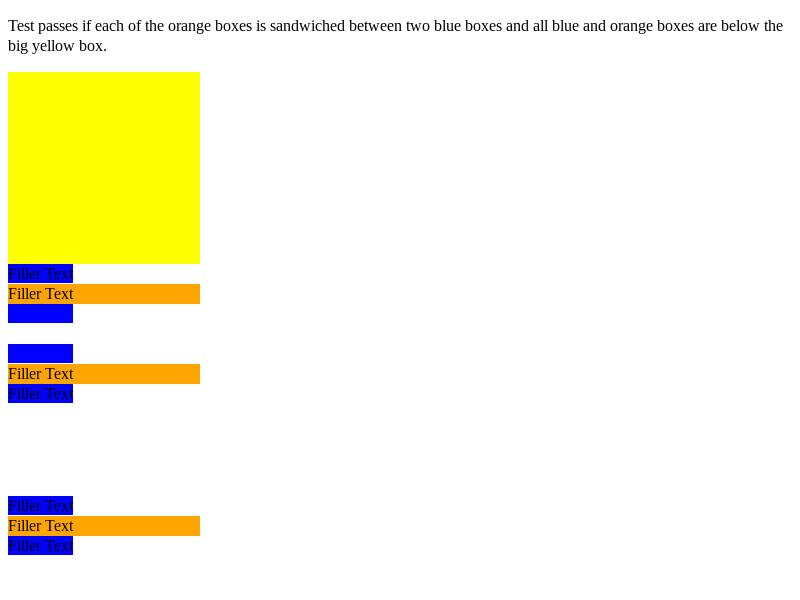 Test passes if each of the orange boxes is sandwiched between two blue boxes and all blue and orange boxes are below the
big yellow box.
Filler Text
Filler Text
Filler Text
Filler Text
Filler Text
Filler Text
Filler Text